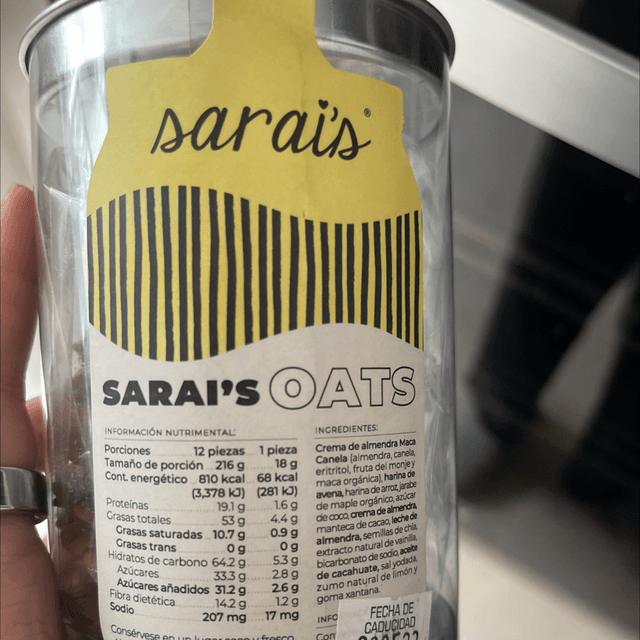 sarai's®
SARAI'S OATS
INFORMACIÓN NUTRIMENTAL:
Porciones 12 piezas 1 pieza
Tamaño de porción 216 g 18 g
Cont. energético 810 kcal 68 kcal
(3,378 kJ) (281 kJ)
Proteínas 19.1 g 1.6 g
Grasas totales 53 g 4.4 g
Grasas saturadas 10.7 g 0.9 g
Grasas trans 0 g 0 g
Hidratos de carbono 64.2 g 5.3 g
Azúcares 33.3 g 2.8 g
Azúcares añadidos 31.2 g 2.6 g
Fibra dietética 14.2 g 1.2 g
Sodio 207 mg 17 mg
Consérvese en un lugar seco y fresco
INGREDIENTES:
Crema de almendra Maca
Canela (almendra, canela,
eritritol, fruta del monje y
maca orgánica), harina de
avena, harina de arroz, jarabe
de maple orgánico, azúcar
de coco, crema de almendra,
manteca de cacao, leche de
almendra, semillas de chía,
extracto natural de vainilla,
bicarbonato de sodio, aceite
de cacahuate, sal yodada,
zumo natural de limón y
goma xantana.
INFO
FECHA DE
CADUCIDAD